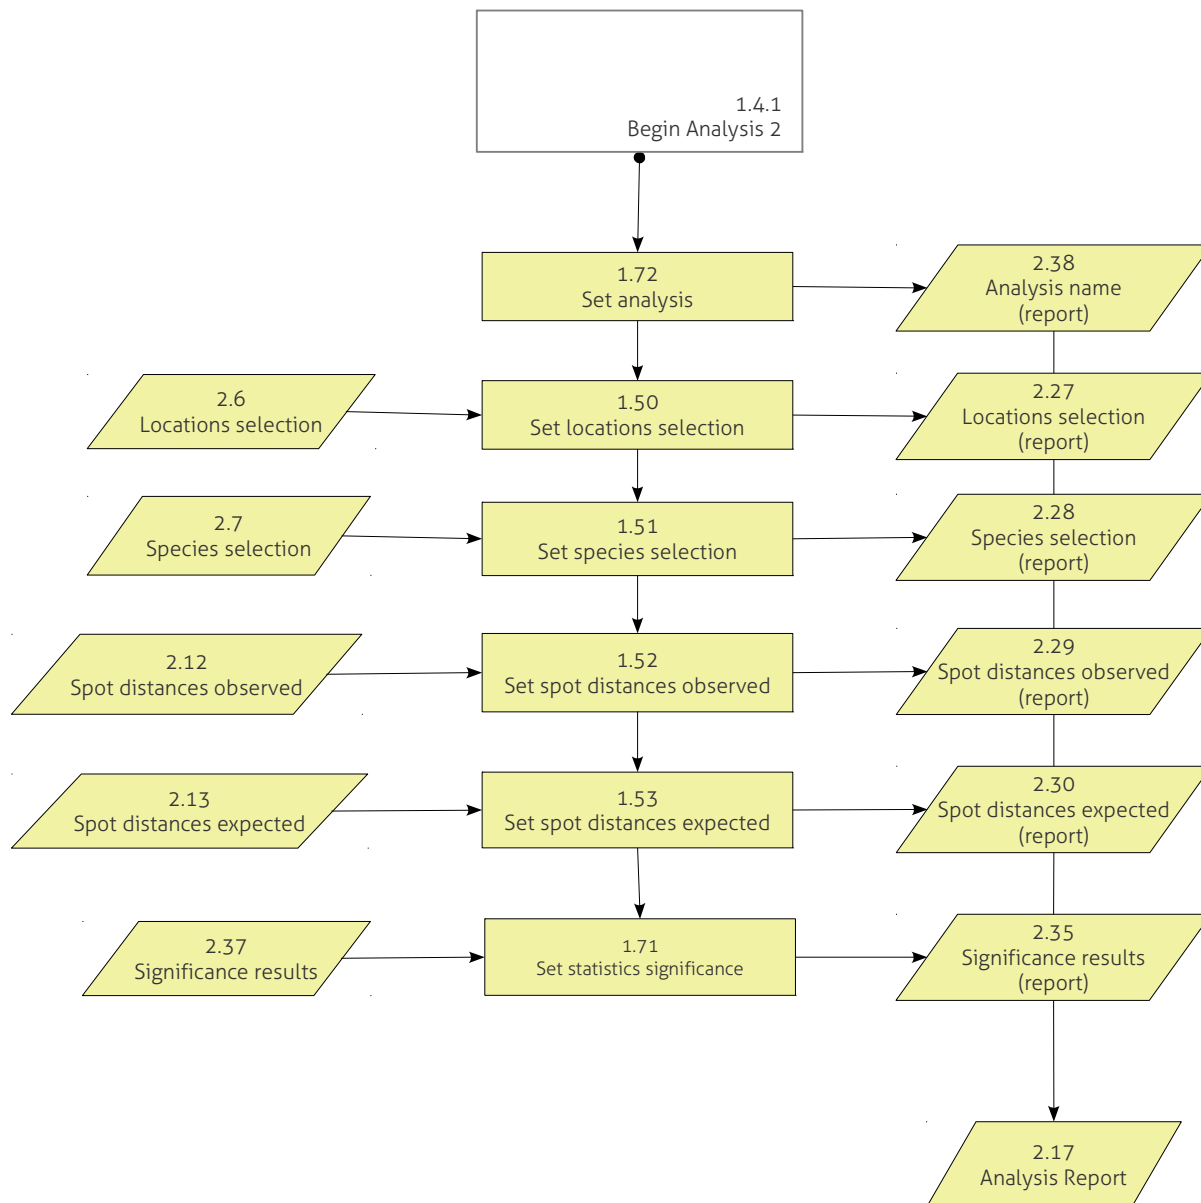 1.4.1
Begin Analysis 2
1.72
Set analysis
2.38
Analysis name
(report)
2.6
Locations selection
1.50
Set locations selection
2.27
Locations selection
(report)
2.7
Species selection
1.51
Set species selection
2.28
Species selection
(report)
2.12
Spot distances observed
1.52
Set spot distances observed
2.29
Spot distances observed
(report)
2.13
Spot distances expected
1.53
Set spot distances expected
2.30
Spot distances expected
(report)
2.37
Significance results
1.71
Set statistics significance
2.35
Significance results
(report)
2.17
Analysis Report